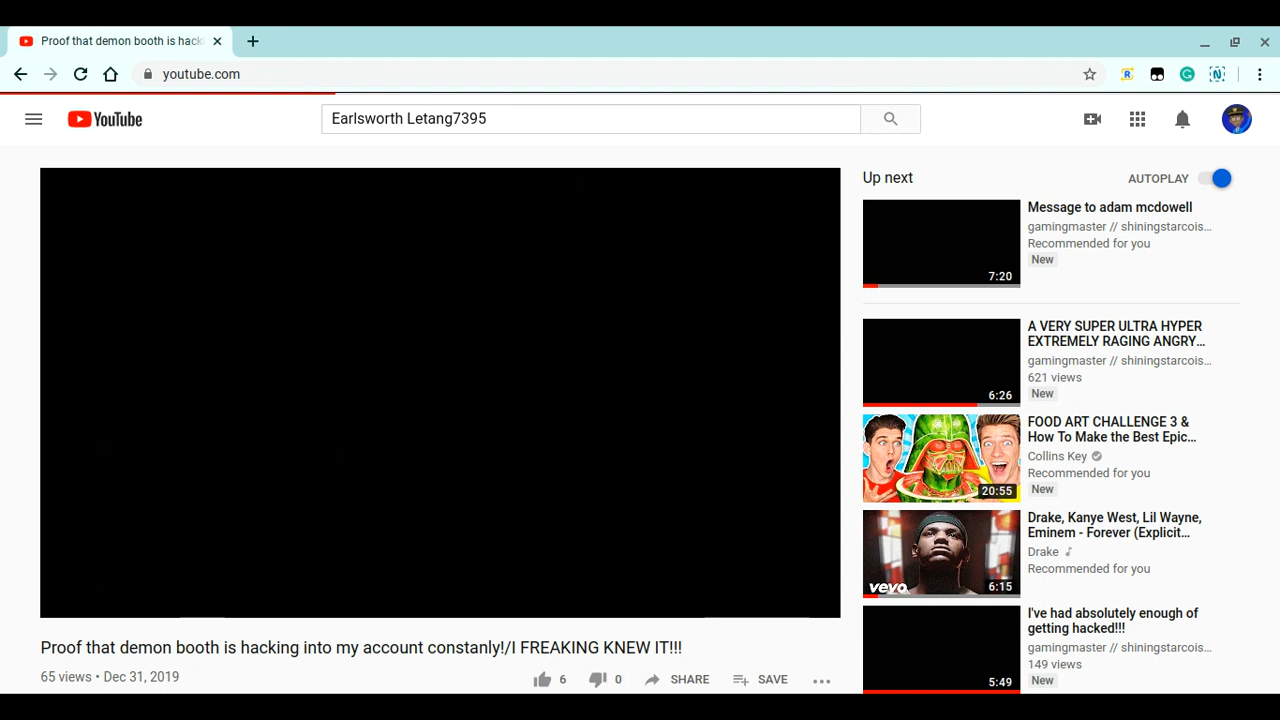 Proof that demon booth is hacki
youtube.com
YouTube
Earlsworth Letang7395
Up next
AUTOPLAY
Message to adam mcdowell
gamingmaster // shiningstarcois...
Recommended for you
New
7:20
A VERY SUPER ULTRA HYPER
EXTREMELY RAGING ANGRY...
gamingmaster // shiningstarcois...
621 views
New
6:26
FOOD ART CHALLENGE 3 &
How To Make the Best Epic...
Collins Key
Recommended for you
New
20:55
Drake, Kanye West, Lil Wayne,
Eminem - Forever (Explicit...
Drake
Recommended for you
vevo
6:15
I've had absolutely enough of
getting hacked!!!
gamingmaster // shiningstarcois...
149 views
New
5:49
Proof that demon booth is hacking into my account constanly!/I FREAKING KNEW IT!!!
65 views • Dec 31, 2019
6
0
SHARE
SAVE